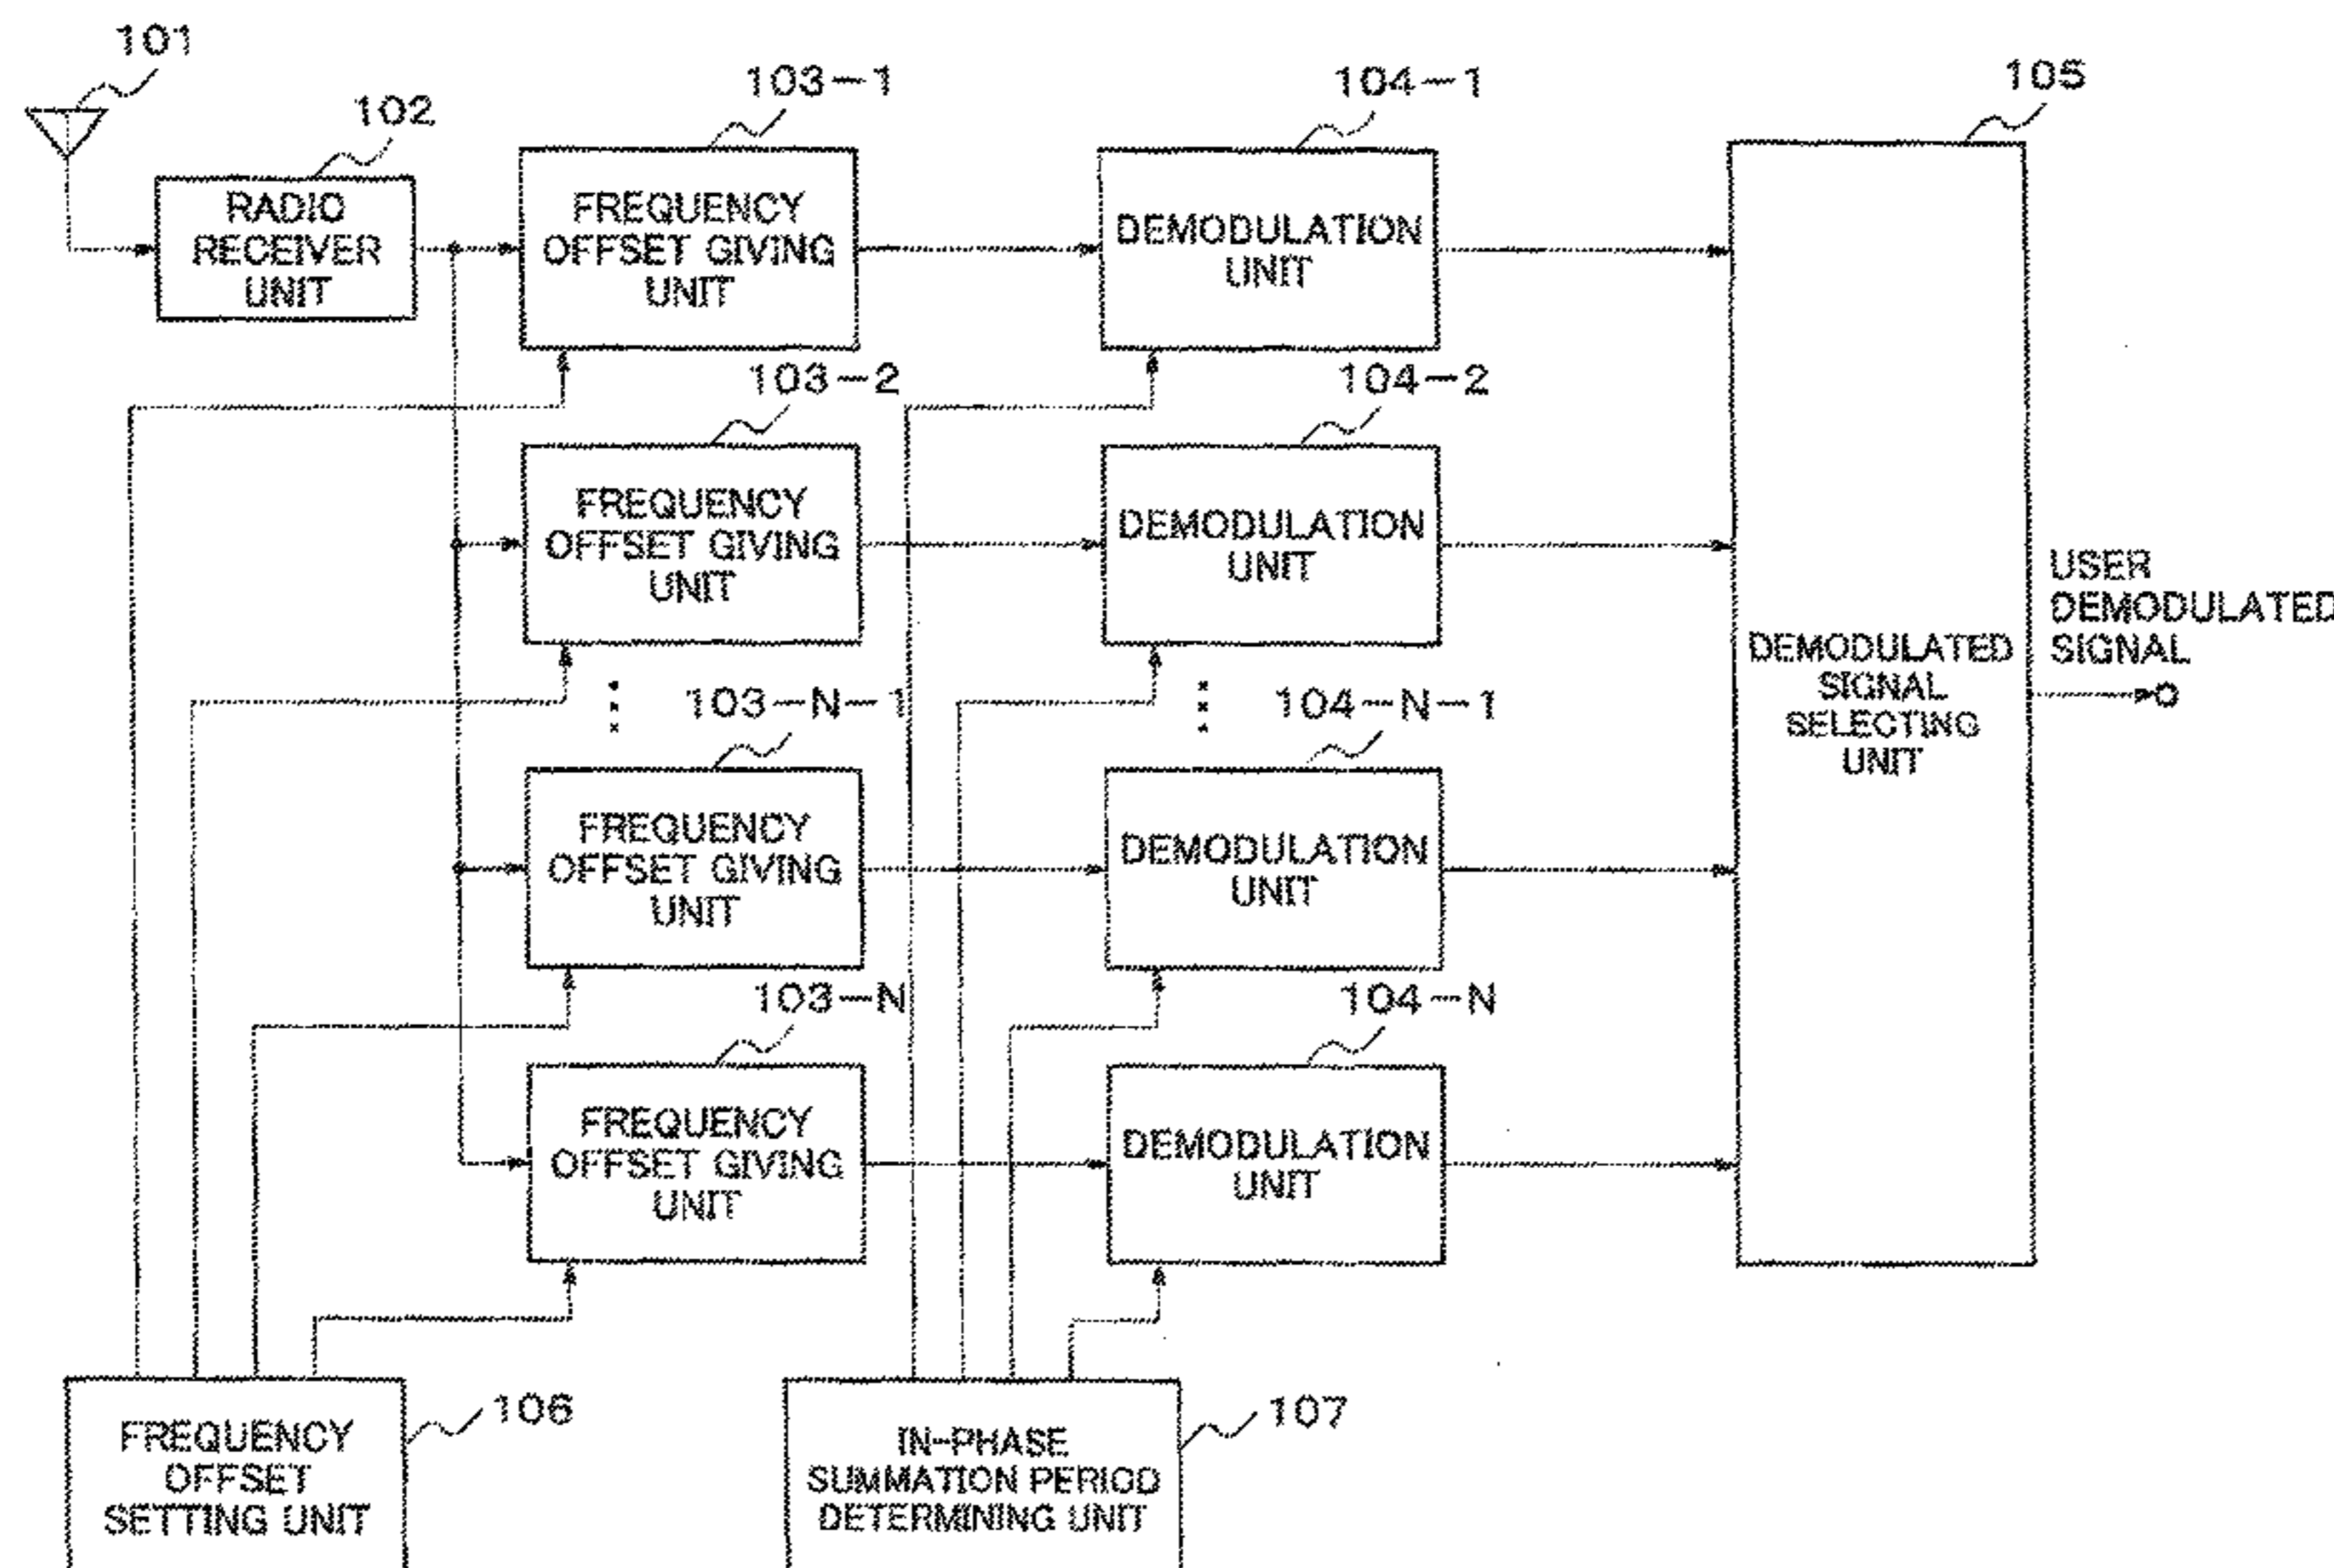 101
102
103-1
104-1
105
RADIO
RECEIVER
UNIT
FREQUENCY
OFFSET GIVING
UNIT
DEMODULATION
UNIT
103-2
104-2
FREQUENCY
OFFSET GIVING
UNIT
DEMODULATION
UNIT
USER
DEMODULATED
SIGNAL
DEMODULATED
SIGNAL
SELECTING
UNIT
103-N-1
104-N-1
FREQUENCY
OFFSET GIVING
UNIT
DEMODULATION
UNIT
103-N
104-N
FREQUENCY
OFFSET GIVING
UNIT
DEMODULATION
UNIT
106
FREQUENCY
OFFSET
SETTING UNIT
107
IN-PHASE
SUMMATION PERIOD
DETERMINING UNIT